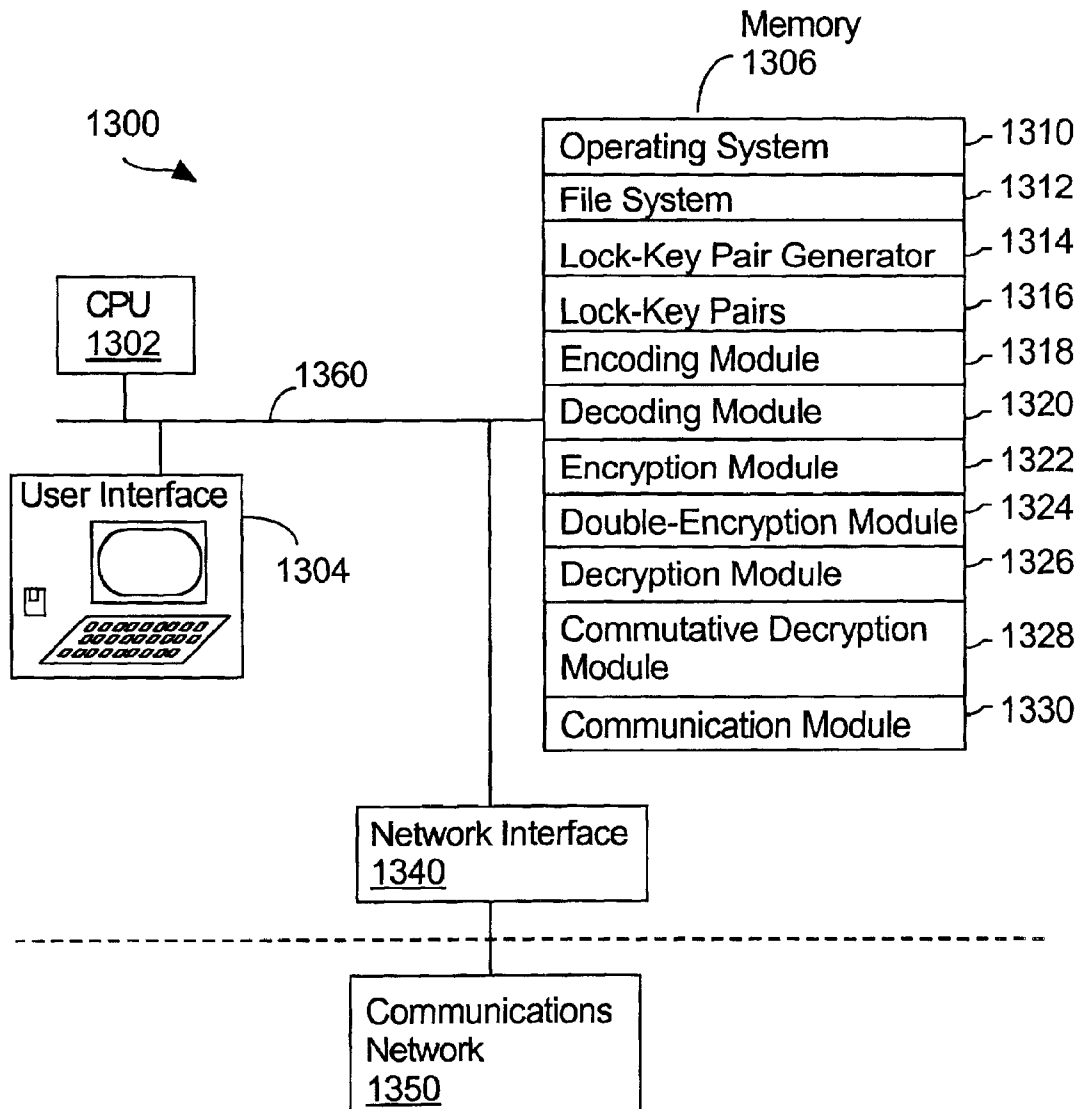 Memory
1306
1300
Operating System
1310
File System
1312
Lock-Key Pair Generator
1314
Lock-Key Pairs
1316
Encoding Module
1318
Decoding Module
1320
Encryption Module
1322
Double-Encryption Module
1324
Decryption Module
1326
Commutative Decryption
Module
1328
Communication Module
1330
CPU
1302
1360
User Interface
1304
Network Interface
1340
Communications
Network
1350